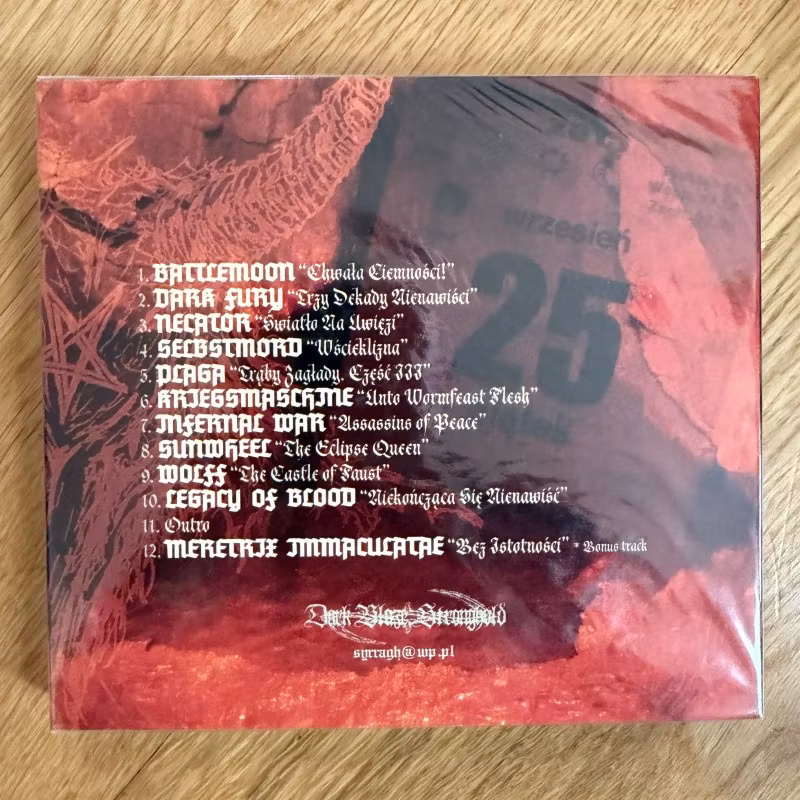 wrzesień
25
1. BATTLEMOON “Chwała Ciemności!”
2. DARK FURY “Trzy Dekady Nienawiści”
3. NECATOR “Światło Na Uwięzi”
4. SELBSTMORD “Wścieklizna”
5. PLAGA “Trąby Zagłady. Część III”
6. KRIEGSMASCHINE “Unto Wormfeast Flesh”
7. INFERNAL WAR “Assassins of Peace”
8. SUNWHEEL “The Eclipse Queen”
9. WOLFF “The Castle of Faust”
10. LEGACY OF BLOOD “Niekończąca Się Nienawiść”
11. Outro
12. MERETRIX IMMACULATAE “Bez Istotności” * Bonus track
Dark Blaze Stronghold
syrragh@wp.pl